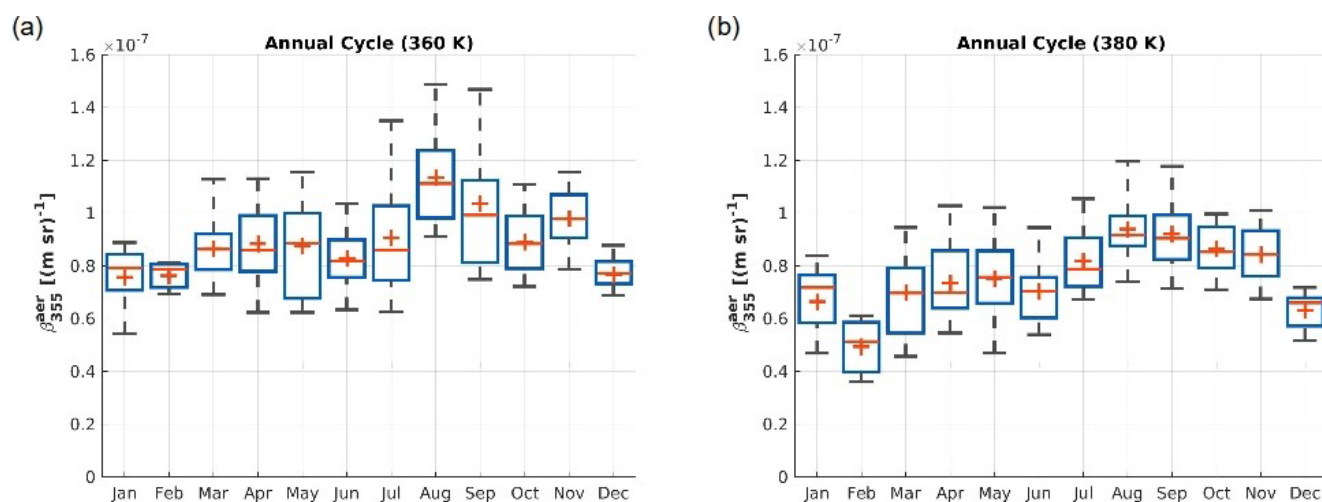 (a)
×10⁻⁷
Annual Cycle (360 K)
1.6
1.4
1.2
1
0.8
0.6
0.4
0.2
0
β^aer_355 [(m sr)^-1]
Jan Feb Mar Apr May Jun Jul Aug Sep Oct Nov Dec
(b)
×10⁻⁷
Annual Cycle (380 K)
1.6
1.4
1.2
1
0.8
0.6
0.4
0.2
0
β^aer_355 [(m sr)^-1]
Jan Feb Mar Apr May Jun Jul Aug Sep Oct Nov Dec